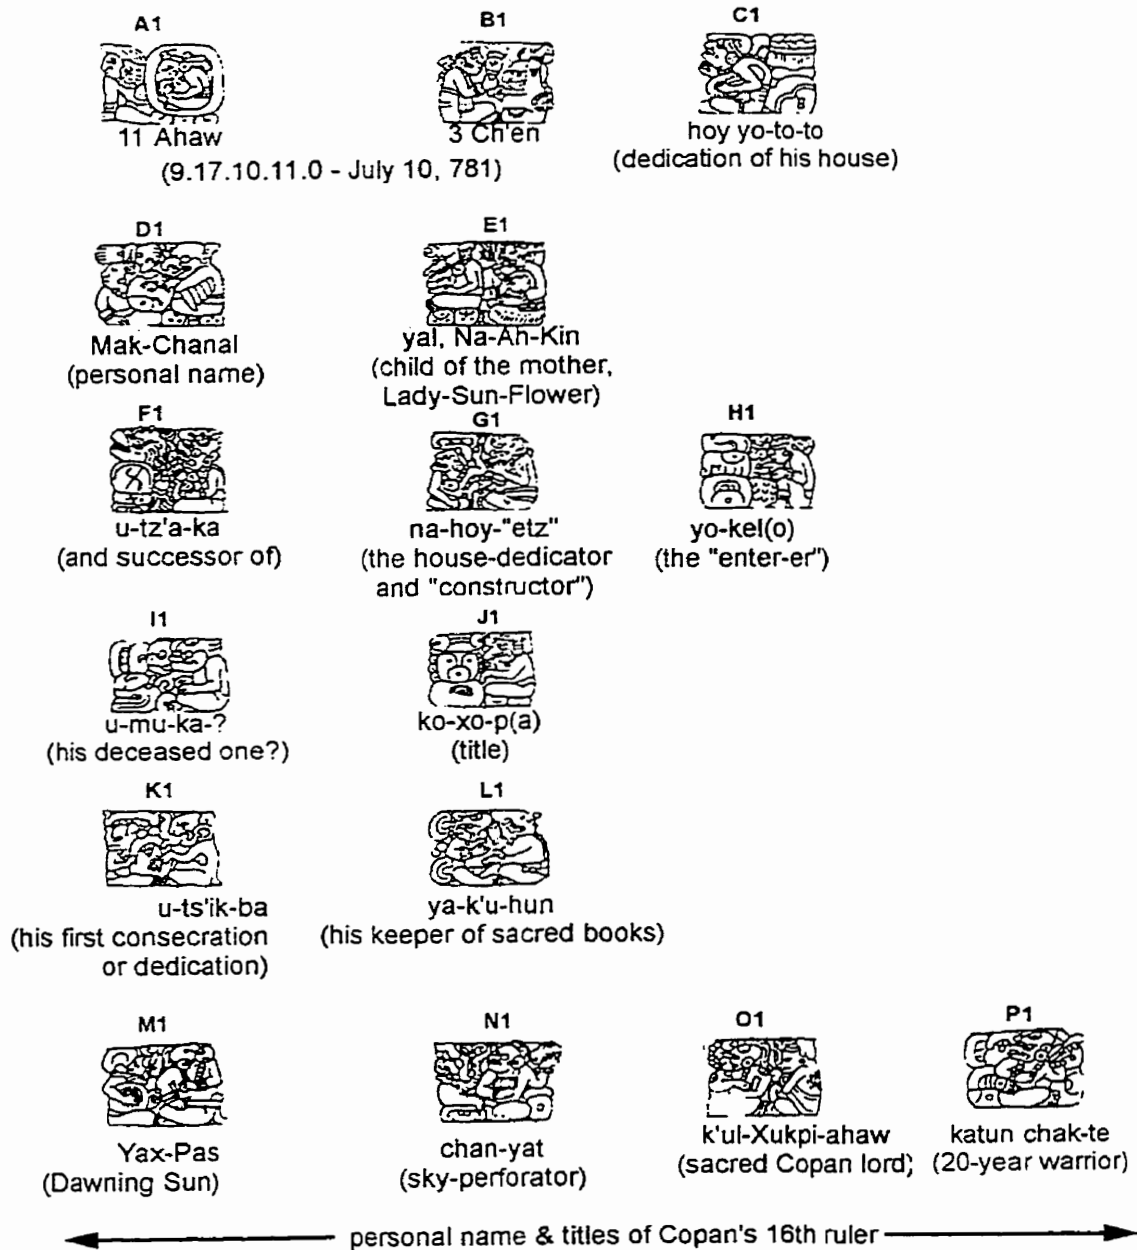 A1 B1 C1
11 Ahaw 3 Ch'en hoy yo-to-to
(9.17.10.11.0 - July 10, 781) (dedication of his house)
D1 E1
Mak-Chanal yal, Na-Ah-Kin
(personal name) (child of the mother,
Lady-Sun-Flower)
F1 G1 H1
u-tz'a-ka na-hoy-"etz" yo-kel(o)
(and successor of) (the house-dedicator (the "enter-er")
and "constructor")
I1 J1
u-mu-ka-? ko-xo-p(a)
(his deceased one?) (title)
K1 L1
u-ts'ik-ba ya-k'u-hun
(his first consecration (his keeper of sacred books)
or dedication)
M1 N1 O1 P1
Yax-Pas chan-yat k'ul-Xukpi-ahaw katun chak-te
(Dawning Sun) (sky-perforator) (sacred Copan lord) (20-year warrior)
personal name & titles of Copan's 16th ruler